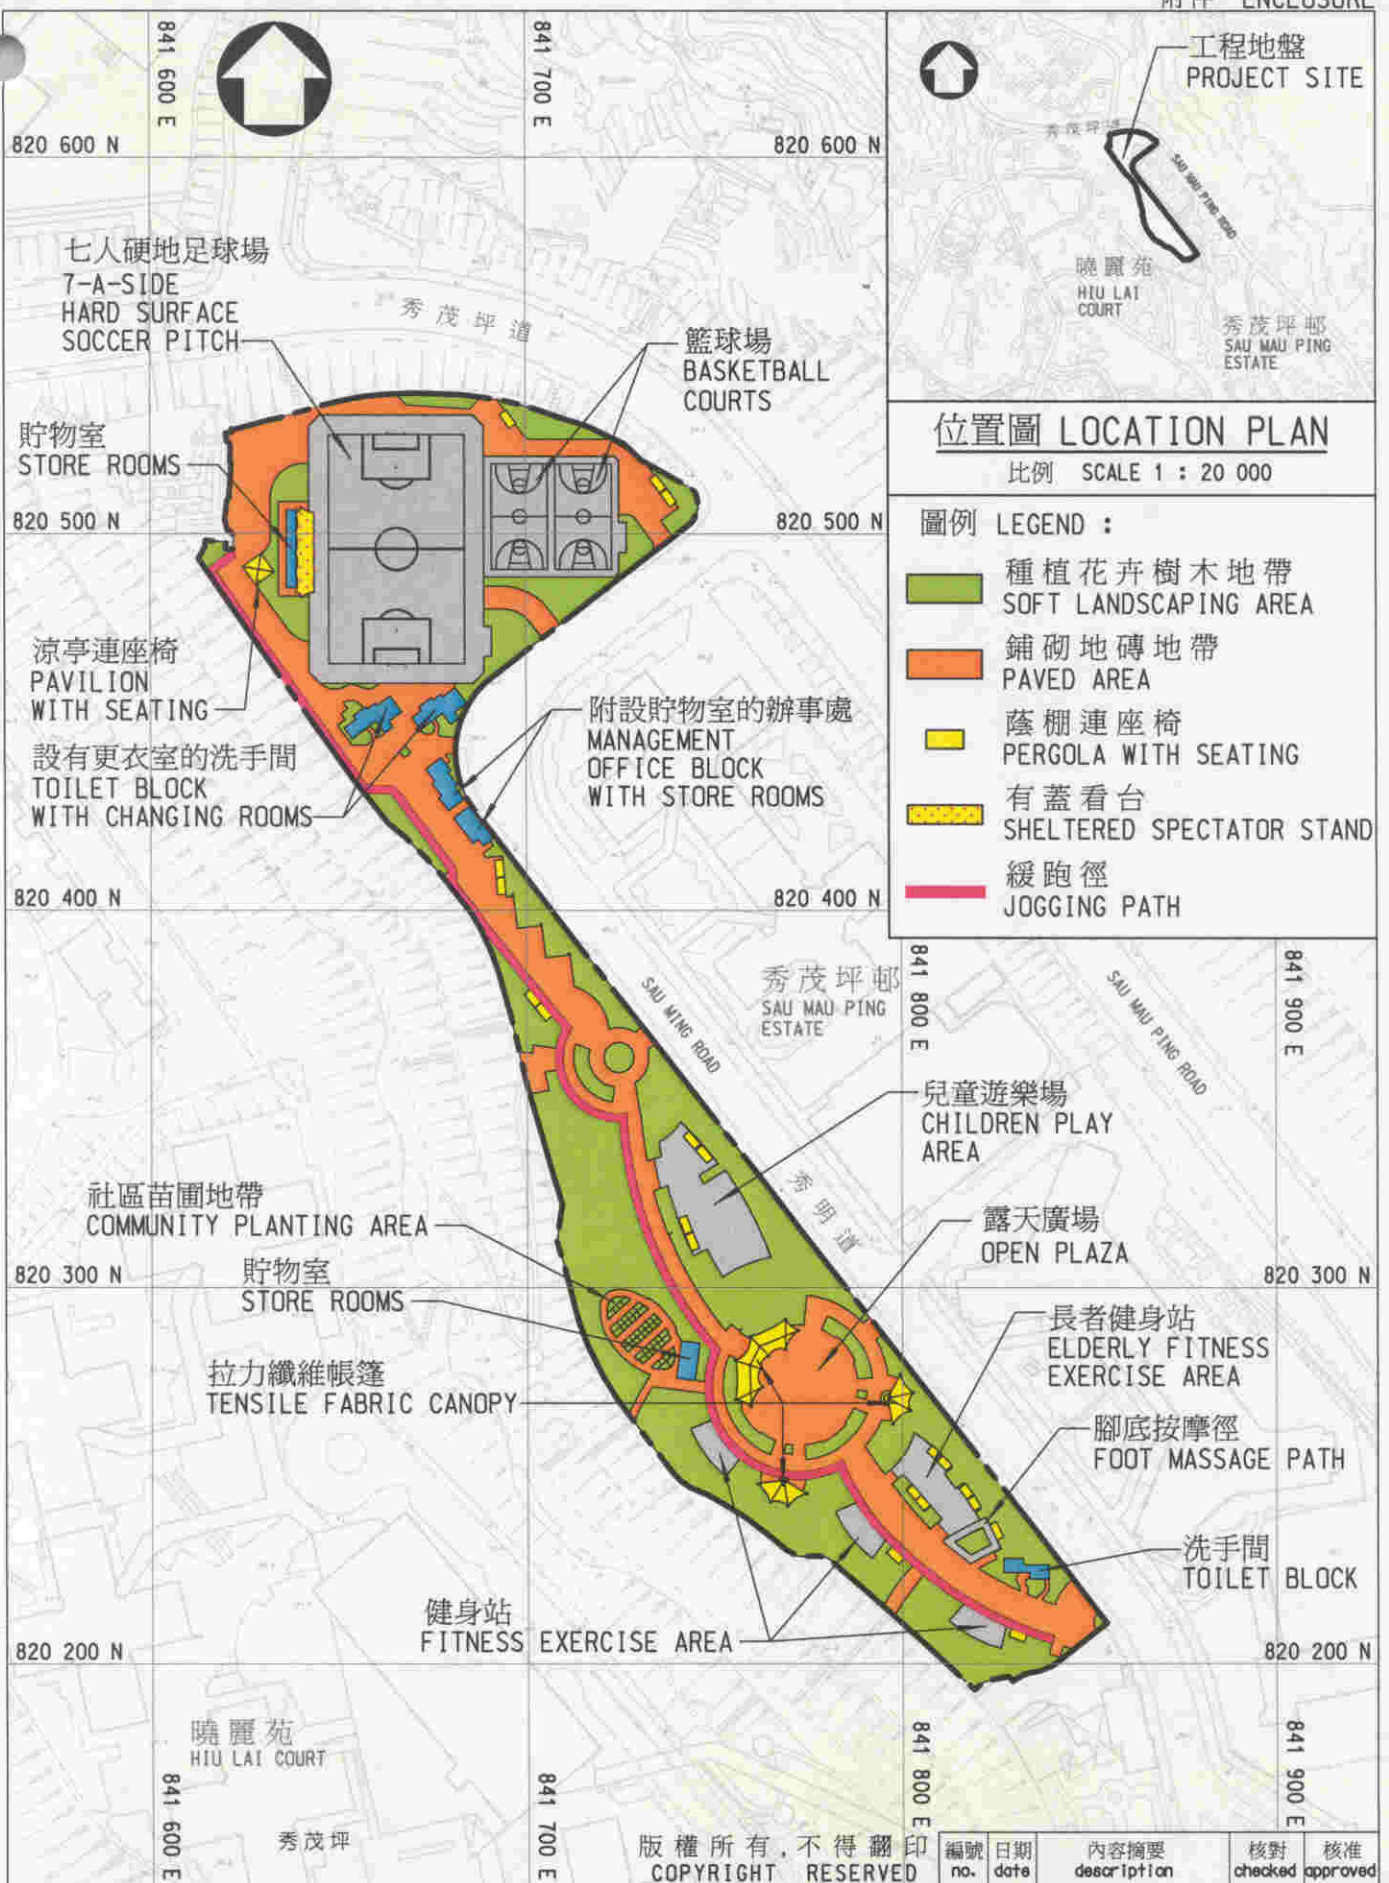 附件 ENCLOSURE
841 600 E
841 700 E
820 600 N
820 600 N
工程地盤
PROJECT SITE
秀茂坪道
SAU MAU PING ROAD
曉麗苑
HIU LAI
COURT
秀茂坪邨
SAU MAU PING
ESTATE
位置圖 LOCATION PLAN
比例 SCALE 1 : 20 000
七人硬地足球場
7-A-SIDE
HARD SURFACE
SOCCER PITCH
秀茂坪道
籃球場
BASKETBALL
COURTS
貯物室
STORE ROOMS
820 500 N
820 500 N
圖例 LEGEND :
種植花卉樹木地帶
SOFT LANDSCAPING AREA
鋪砌地磚地帶
PAVED AREA
蔭棚連座椅
PERGOLA WITH SEATING
有蓋看台
SHELTERED SPECTATOR STAND
緩跑徑
JOGGING PATH
涼亭連座椅
PAVILION
WITH SEATING
設有更衣室的洗手間
TOILET BLOCK
WITH CHANGING ROOMS
附設貯物室的辦事處
MANAGEMENT
OFFICE BLOCK
WITH STORE ROOMS
820 400 N
820 400 N
841 800 E
841 900 E
秀茂坪邨
SAU MAU PING
ESTATE
SAU MING ROAD
SAU MAU PING ROAD
兒童遊樂場
CHILDREN PLAY
AREA
秀明道
社區苗圃地帶
COMMUNITY PLANTING AREA
露天廣場
OPEN PLAZA
820 300 N
820 300 N
貯物室
STORE ROOMS
長者健身站
ELDERLY FITNESS
EXERCISE AREA
拉力纖維帳篷
TENSILE FABRIC CANOPY
腳底按摩徑
FOOT MASSAGE PATH
洗手間
TOILET BLOCK
健身站
FITNESS EXERCISE AREA
820 200 N
820 200 N
曉麗苑
HIU LAI COURT
841 600 E
841 700 E
841 800 E
841 900 E
秀茂坪
版權所有,不得翻印
COPYRIGHT RESERVED
編號
no.
日期
date
內容摘要
description
核對
checked
核准
approved